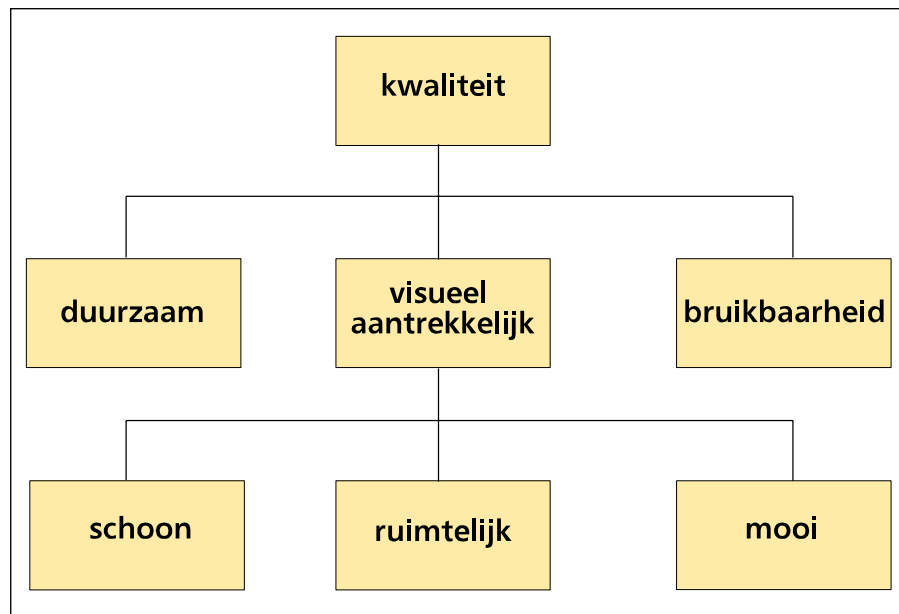 kwaliteit
duurzaam
visueel
aantrekkelijk
bruikbaarheid
schoon
ruimtelijk
mooi